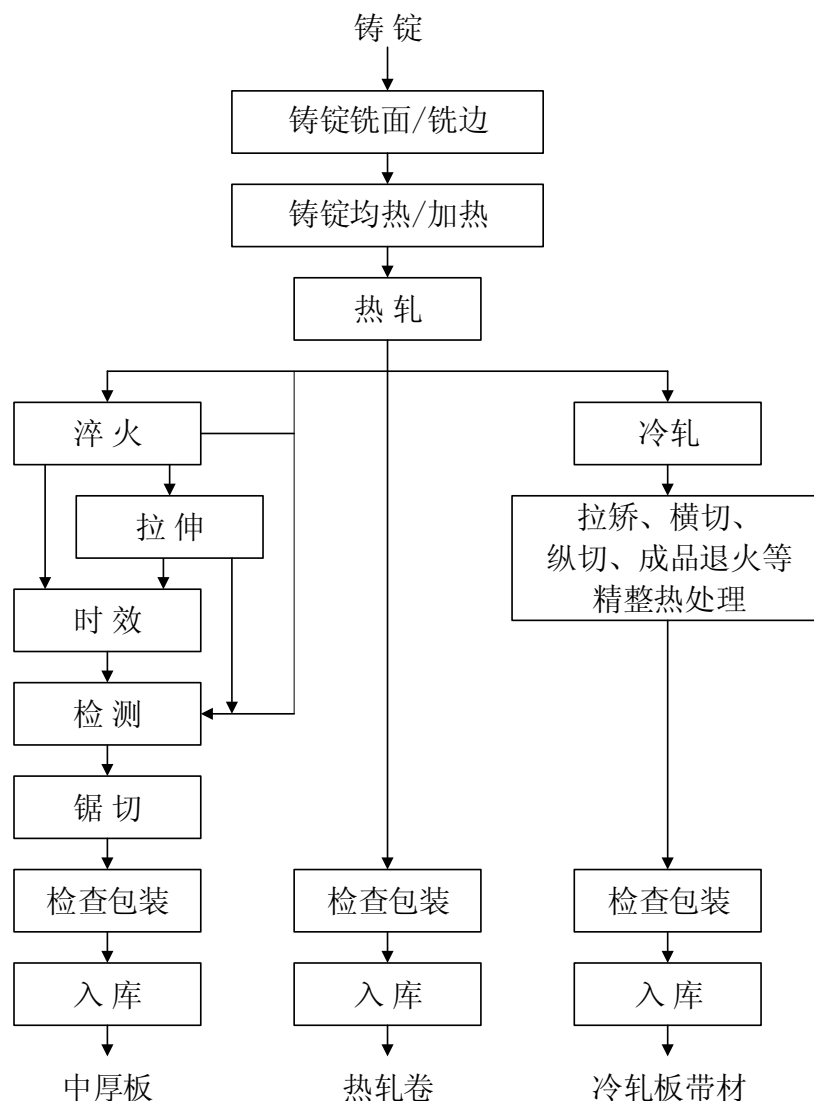 铸 锭
铸锭铣面/铣边
铸锭均热/加热
热 轧
淬 火
冷轧
拉 伸
拉矫、横切、
纵切、成品退火等
精整热处理
时 效
检 测
锯 切
检查包装
检查包装
检查包装
入 库
入 库
入 库
中厚板
热轧卷
冷轧板带材